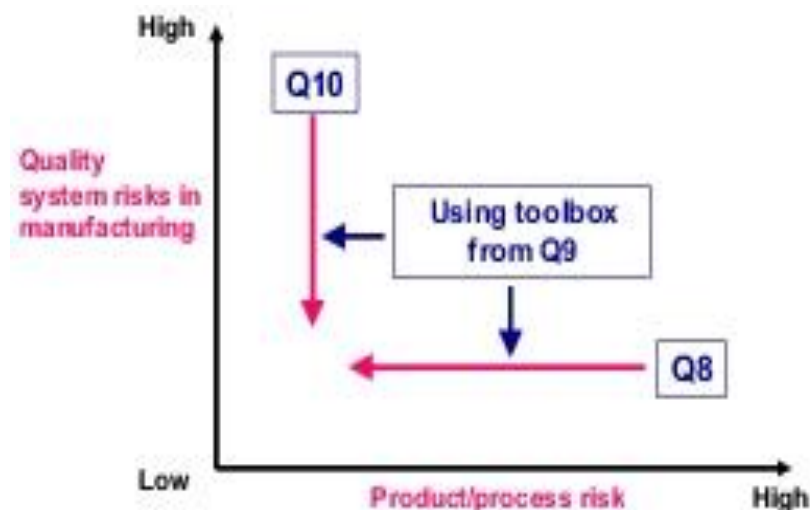 High
Q10
Quality
system risks in
manufacturing
Using toolbox
from Q9
Q8
Low
Product/process risk
High